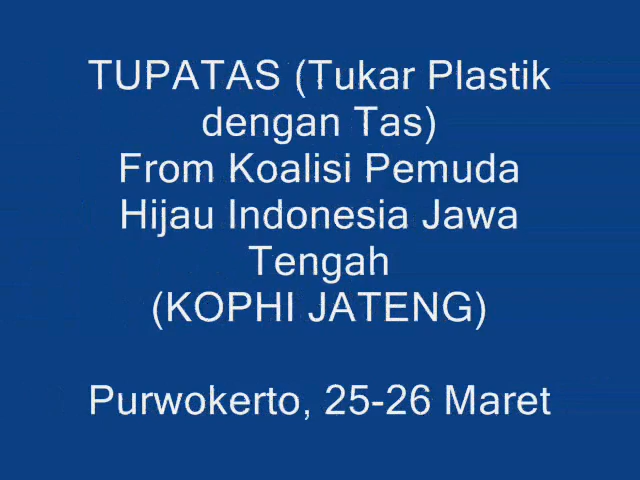 TUPATAS (Tukar Plastik
dengan Tas)
From Koalisi Pemuda
Hijau Indonesia Jawa
Tengah
(KOPHI JATENG)
Purwokerto, 25-26 Maret